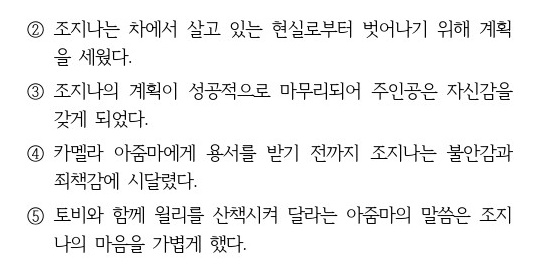 ② 조지나는 차에서 살고 있는 현실로부터 벗어나기 위해 계획
을 세웠다.
③ 조지나의 계획이 성공적으로 마무리되어 주인공은 자신감을
갖게 되었다.
④ 카멜라 아줌마에게 용서를 받기 전까지 조지나는 불안감과
죄책감에 시달렸다.
⑤ 토비와 함께 윌리를 산책시켜 달라는 아줌마의 말씀은 조지
나의 마음을 가볍게 했다.